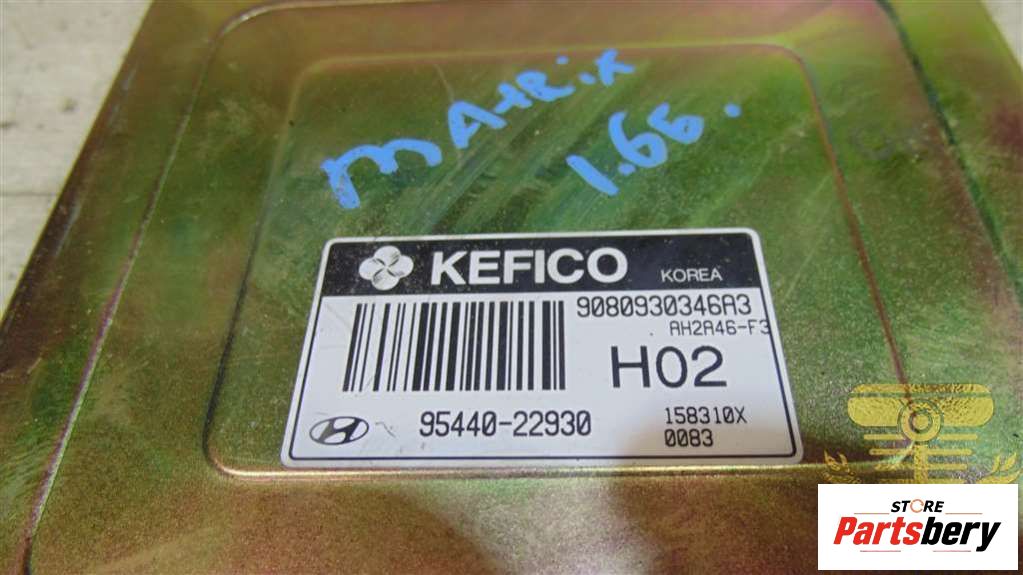 MAtRix
1.6G.
KEFICO KOREA
9080930346A3
AH2A46-F3
H02
95440-22930
158310X
0083
STORE
Partsbery